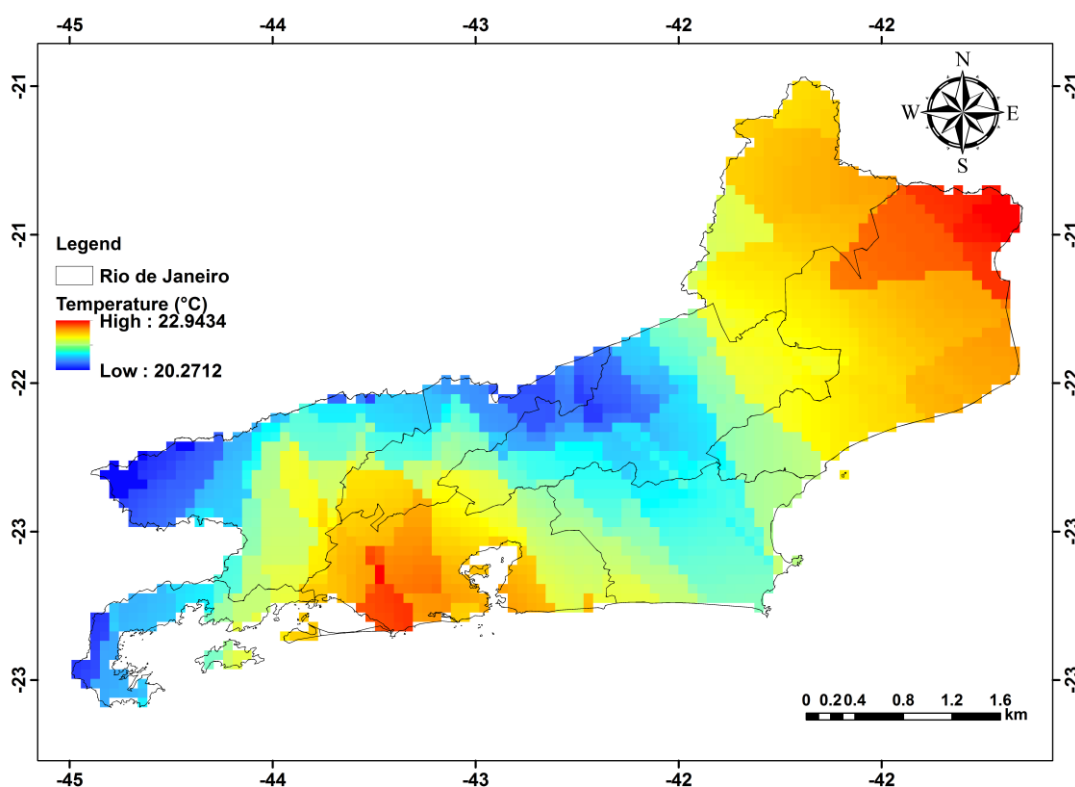 -45 -44 -43 -42 -42
-21 -21
N
W E
S
-21 -21
Legend
Rio de Janeiro
Temperature (°C)
High : 22.9434
Low : 20.2712
-22 -22
-23 -23
-23 -23
0 0.20.4 0.8 1.2 1.6
km
-45 -44 -43 -42 -42